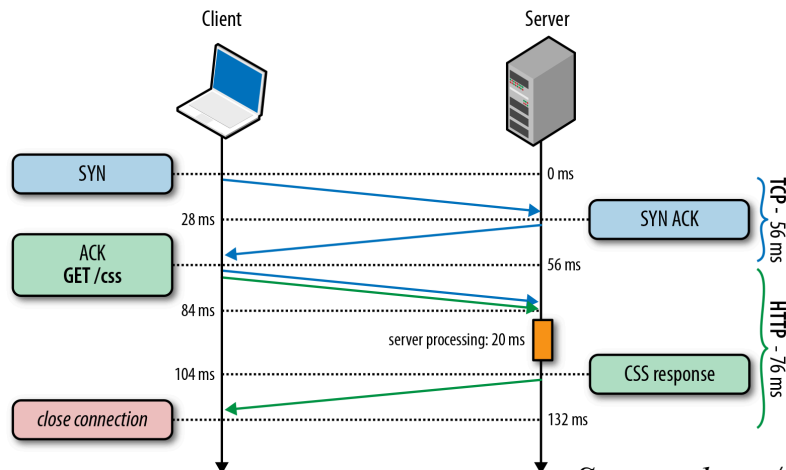 Client
Server
SYN
0 ms
28 ms
SYN ACK
TCP - 56 ms
ACK
GET /css
56 ms
84 ms
server processing: 20 ms
HTTP - 76 ms
104 ms
CSS response
close connection
132 ms